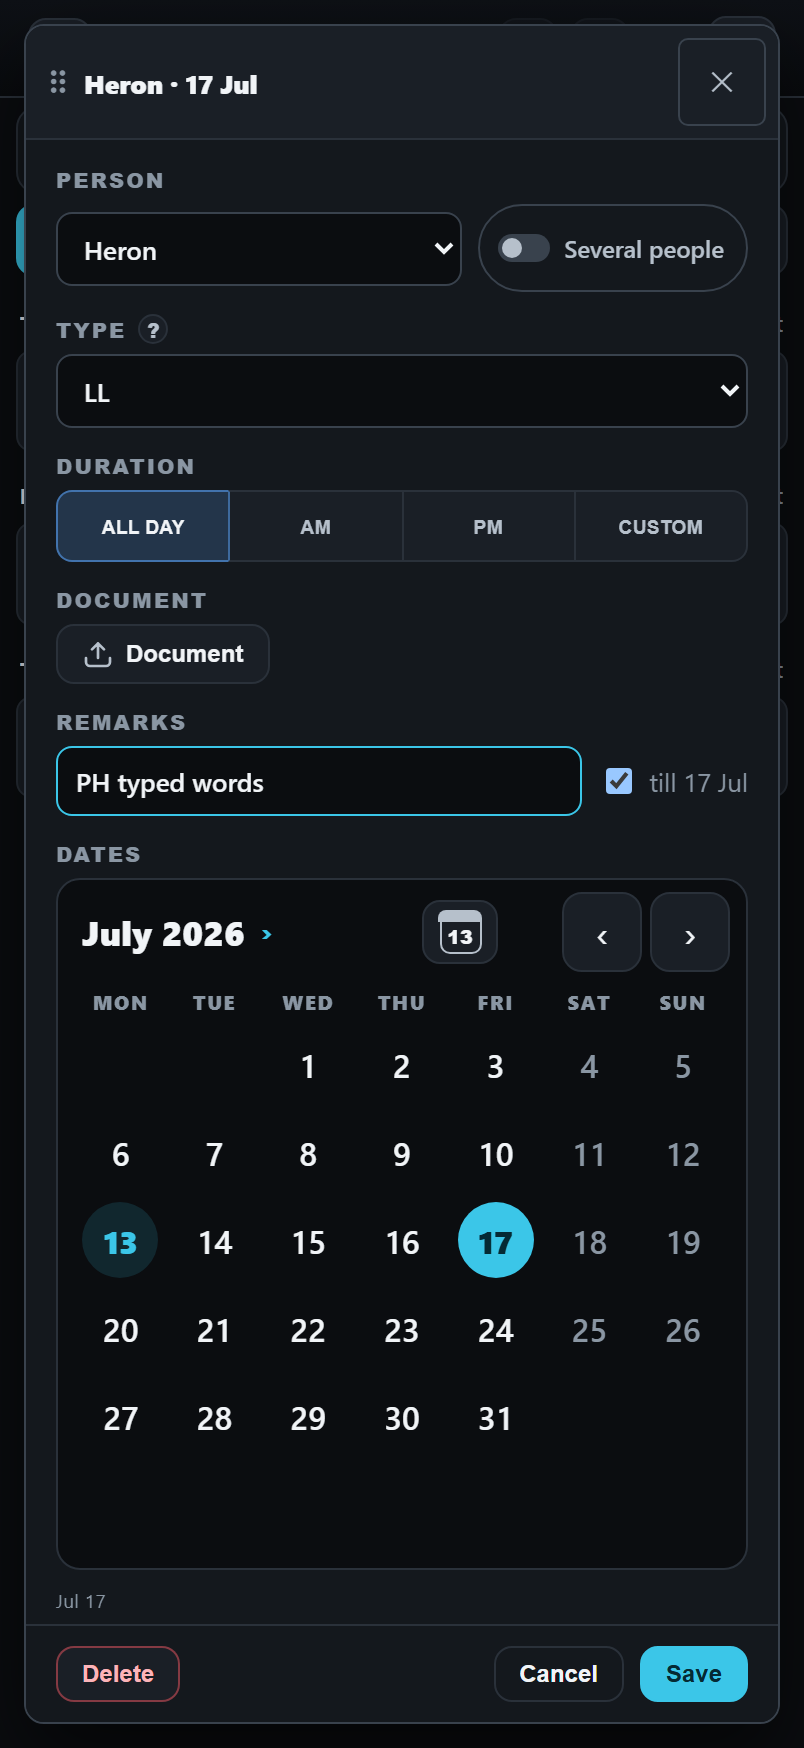 Heron · 17 Jul
PERSON
Heron
Several people
TYPE ?
LL
DURATION
ALL DAY AM PM CUSTOM
DOCUMENT
Document
REMARKS
PH typed words
till 17 Jul
DATES
July 2026 ›
13
‹ ›
MON TUE WED THU FRI SAT SUN
1 2 3 4 5
6 7 8 9 10 11 12
13 14 15 16 17 18 19
20 21 22 23 24 25 26
27 28 29 30 31
Jul 17
Delete Cancel Save